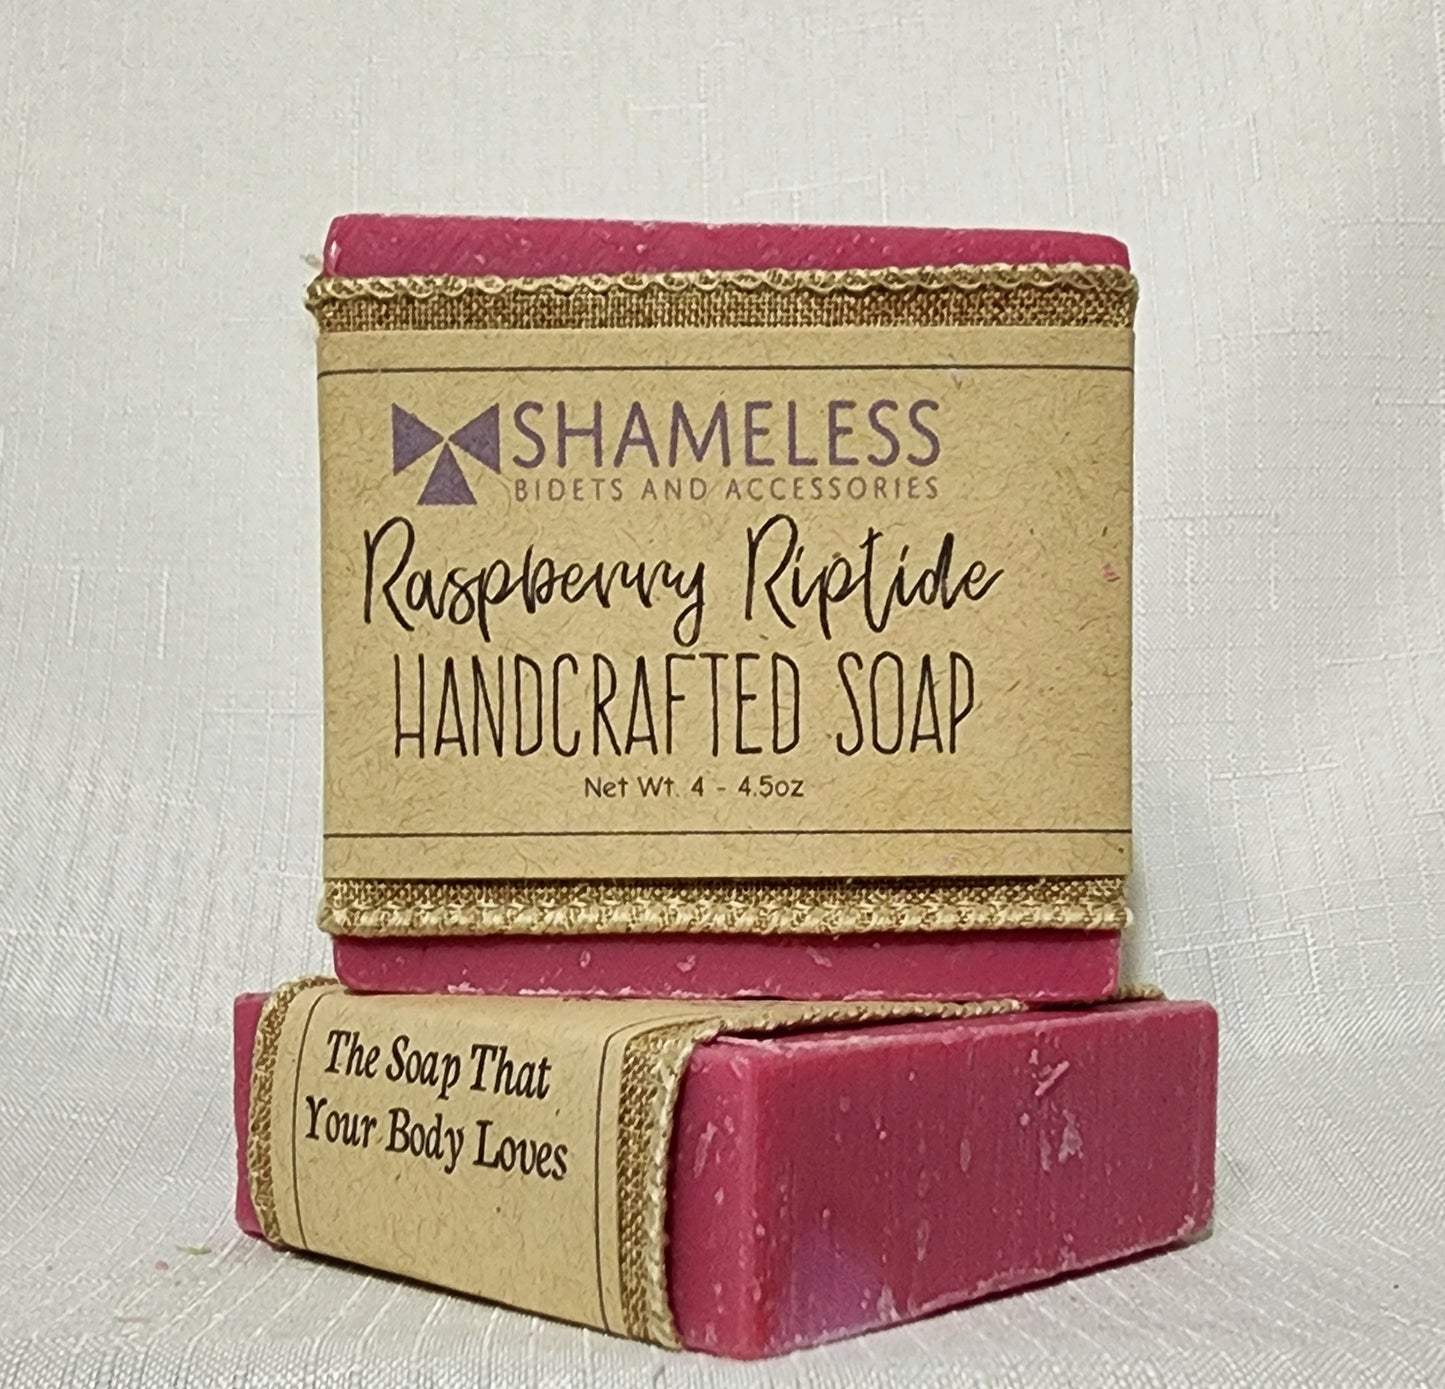 SHAMELESS
BIDETS AND ACCESSORIES
Raspberry Riptide
HANDCRAFTED SOAP
Net Wt. 4 - 4.5oz
The Soap That
Your Body Loves